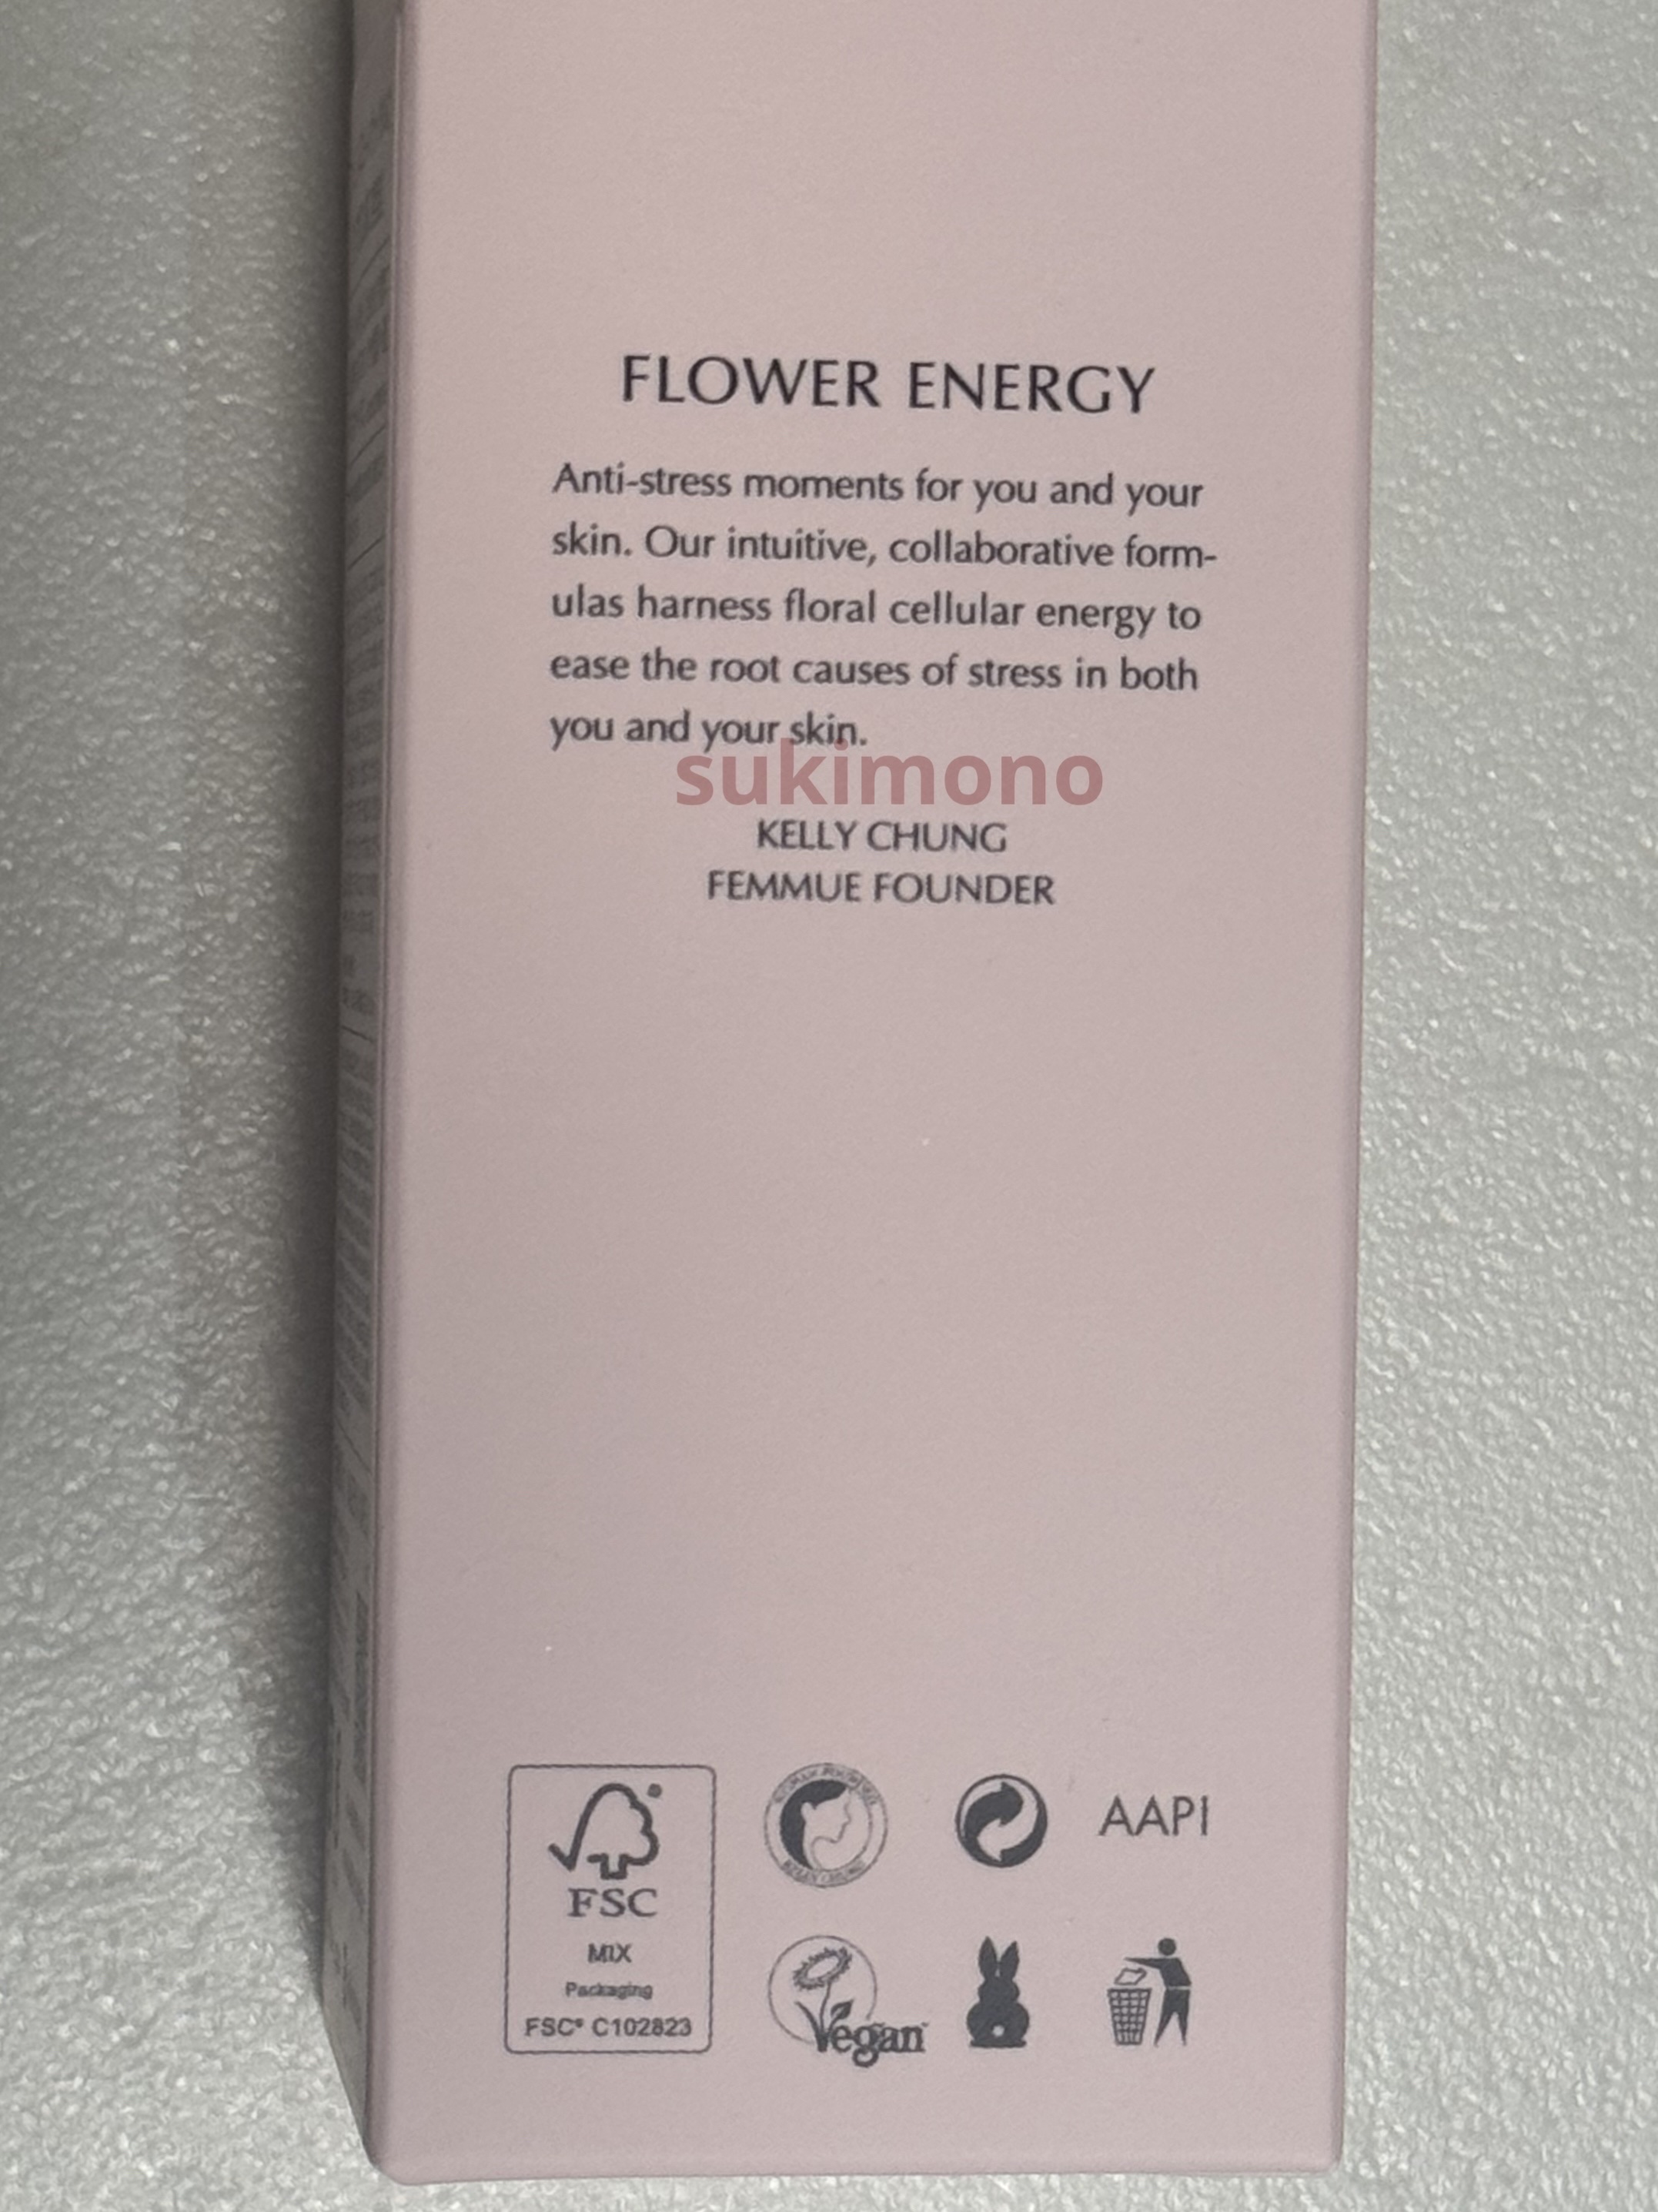 FLOWER ENERGY
Anti-stress moments for you and your
skin. Our intuitive, collaborative form-
ulas harness floral cellular energy to
ease the root causes of stress in both
you and your skin.
sukimono
KELLY CHUNG
FEMMUE FOUNDER
AAPI
FSC
MIX
Packaging
FSC® C102823
Vegan